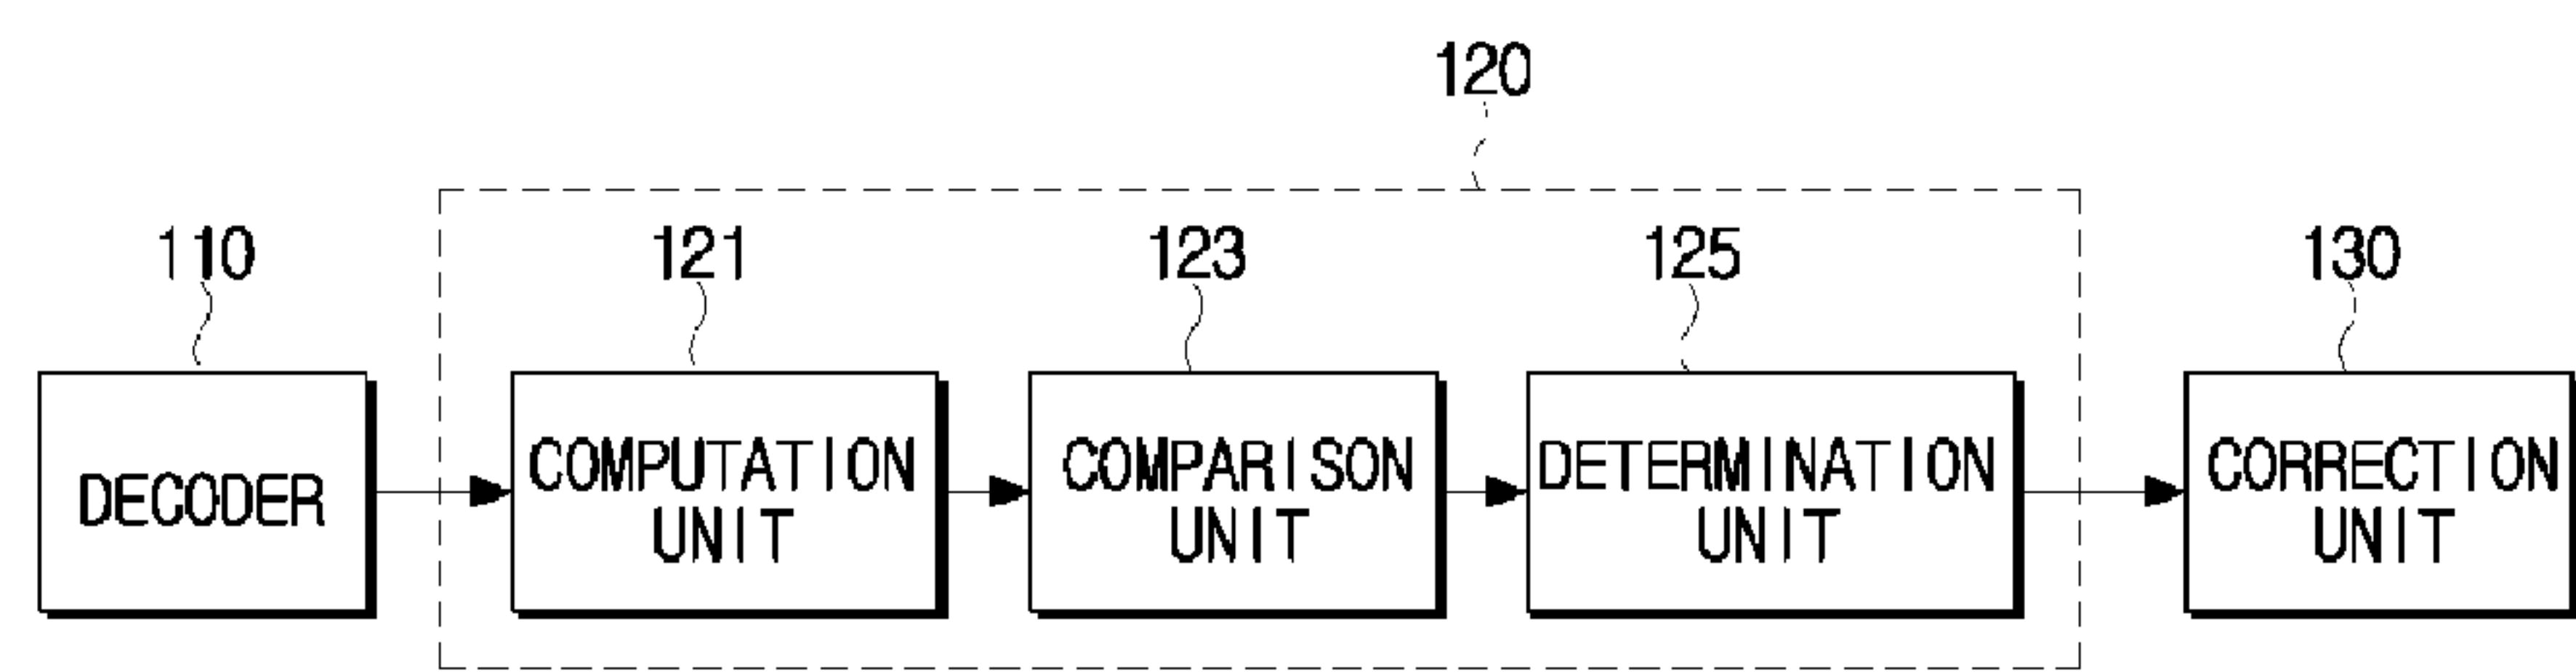 120
110
121
123
125
130
DECODER
COMPUTATION
UNIT
COMPARISON
UNIT
DETERMINATION
UNIT
CORRECTION
UNIT